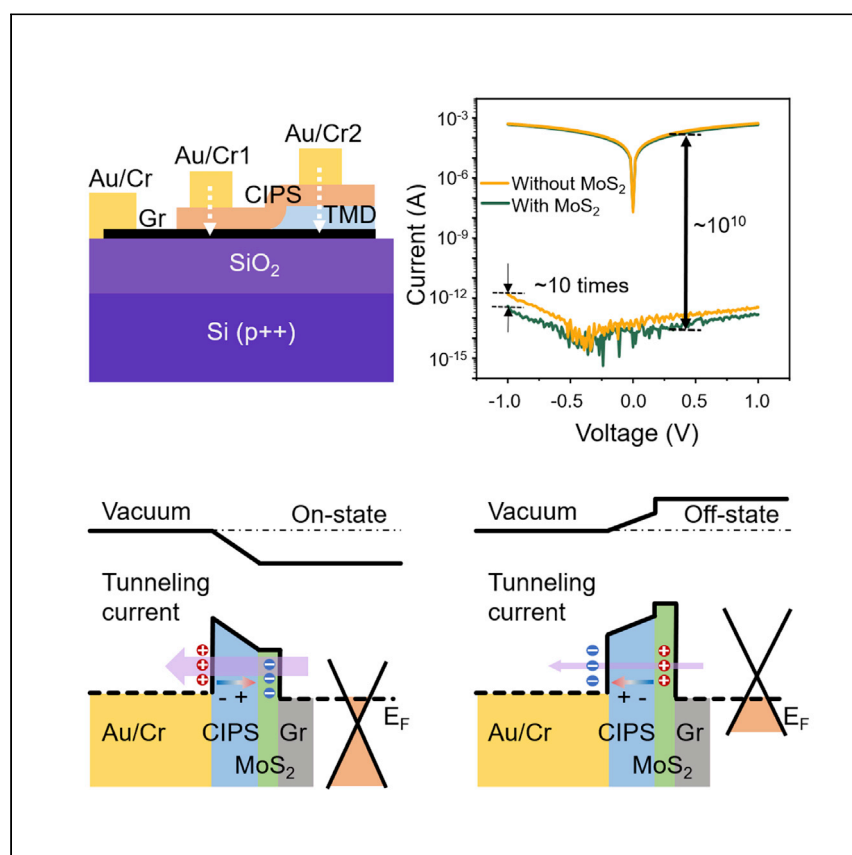 Au/Cr2
Au/Cr1
Au/Cr
CIPS
Gr
TMD
SiO₂
Si (p++)
10⁻³
10⁻⁶
10⁻⁹
10⁻¹²
10⁻¹⁵
Current (A)
Without MoS₂
With MoS₂
~10¹⁰
~10 times
-1.0 -0.5 0.0 0.5 1.0
Voltage (V)
Vacuum On-state
Tunneling
current
+ −
+ −
+ −
- +
E_F
Au/Cr CIPS Gr
MoS₂
Vacuum Off-state
Tunneling
current
− +
− +
− +
+ -
E_F
Au/Cr CIPS Gr
MoS₂